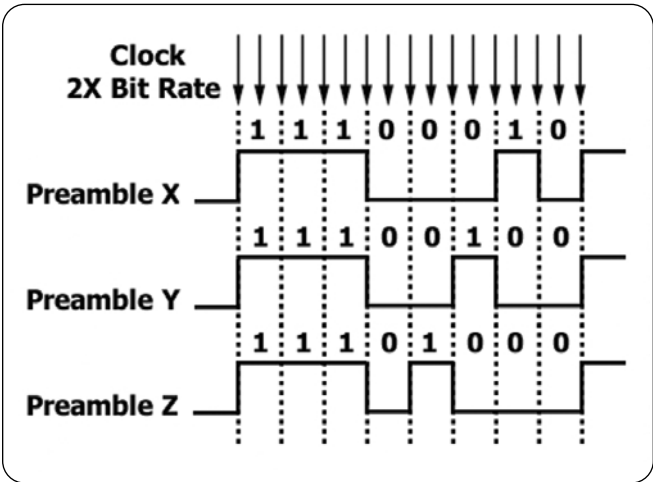 Clock
2X Bit Rate
1 1 1 0 0 0 1 0
Preamble X
1 1 1 0 0 1 0 0
Preamble Y
1 1 1 0 1 0 0 0
Preamble Z